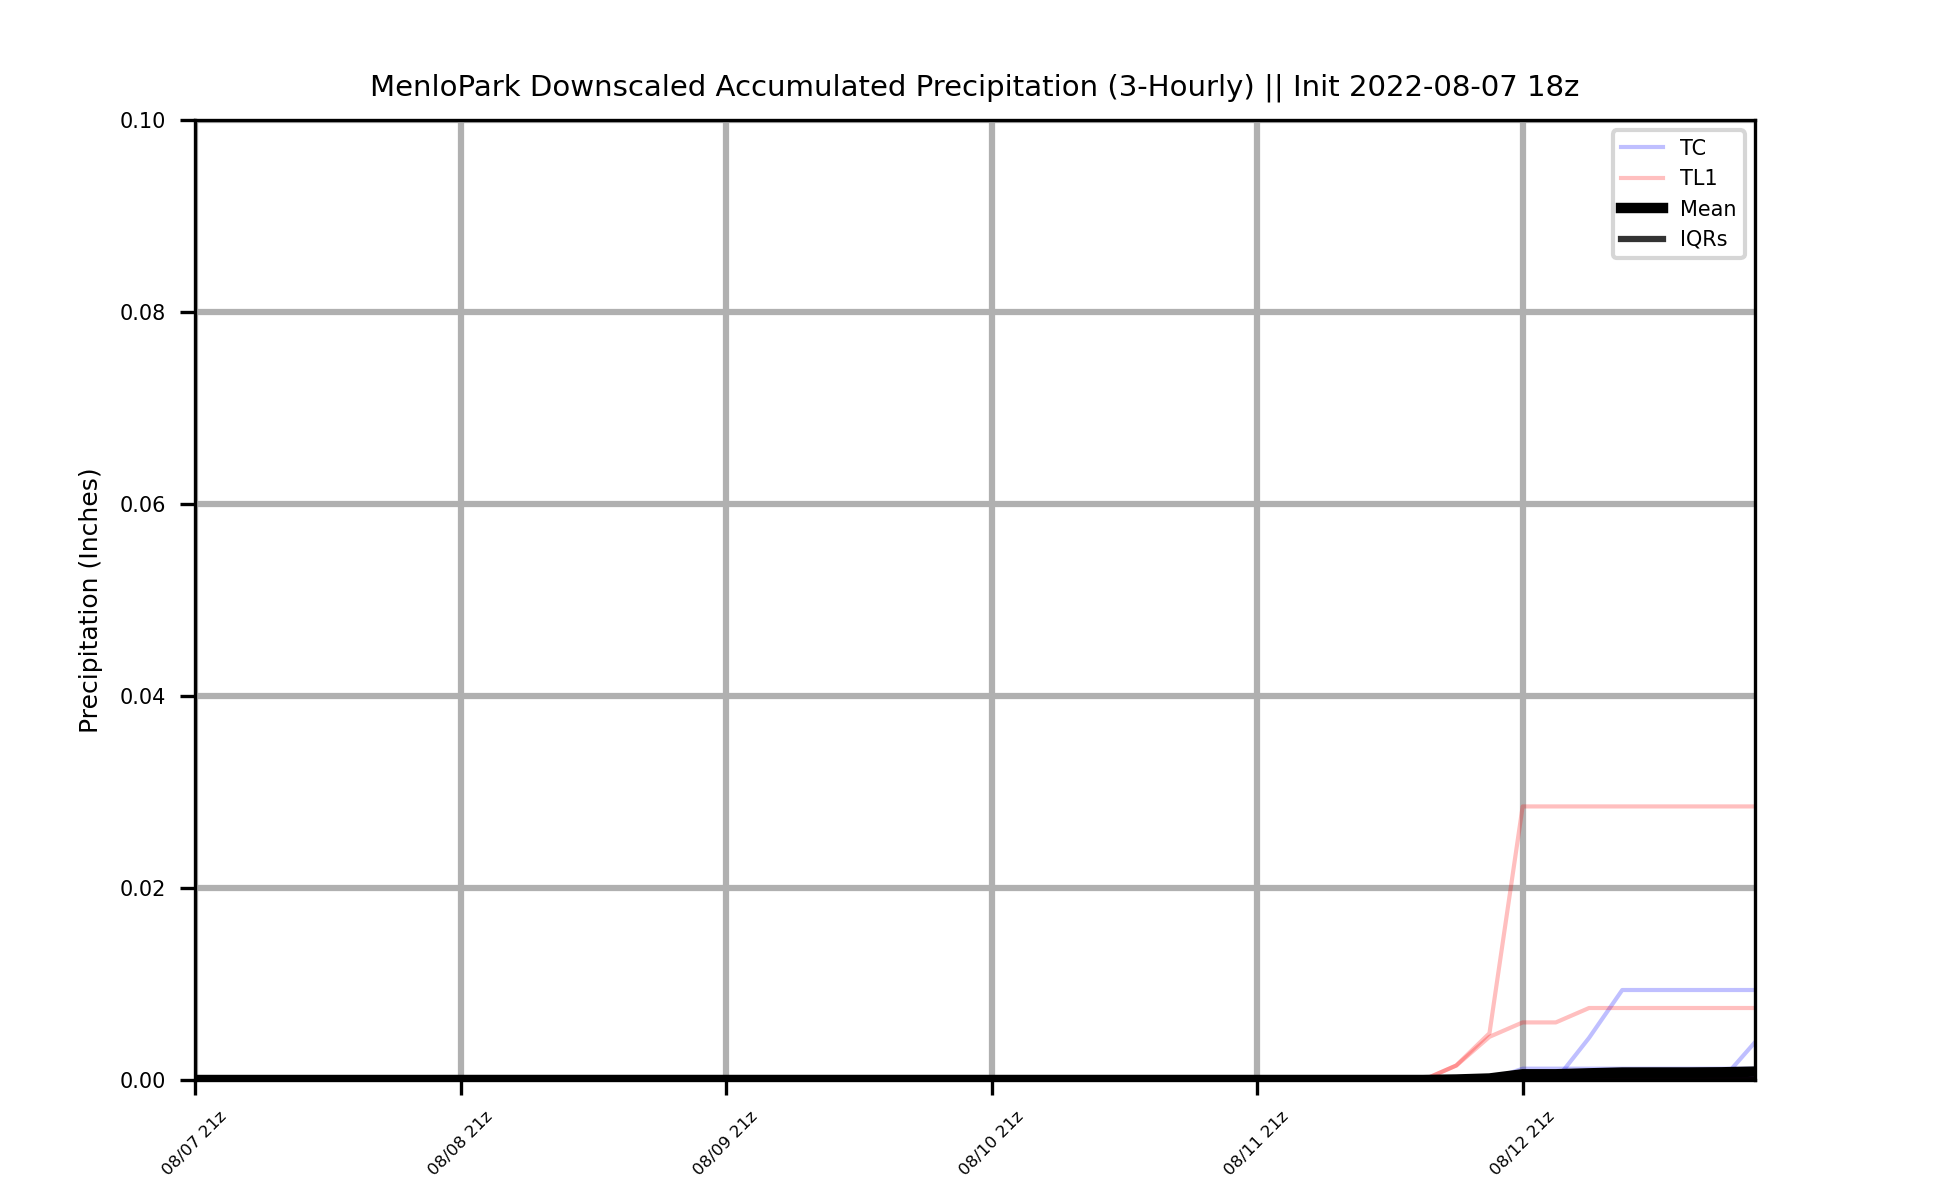 MenloPark Downscaled Accumulated Precipitation (3-Hourly) || Init 2022-08-07 18z
TC
TL1
Mean
IQRs
Precipitation (Inches)
0.10
0.08
0.06
0.04
0.02
0.00
08/07 21z
08/08 21z
08/09 21z
08/10 21z
08/11 21z
08/12 21z